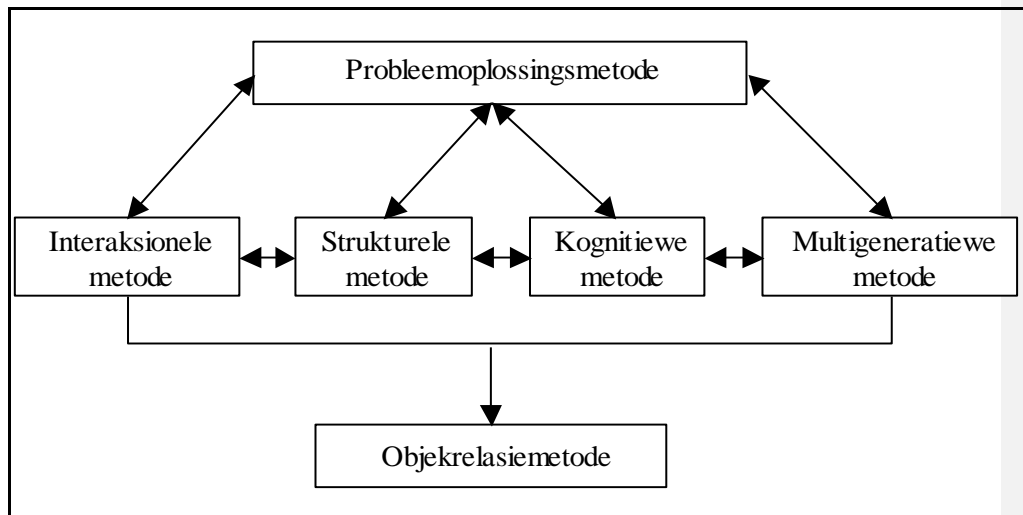 Probleemoplossingsmetode
Interaksionele
metode
Strukturele
metode
Kognitiewe
metode
Multigeneratiewe
metode
Objekrelasiemetode